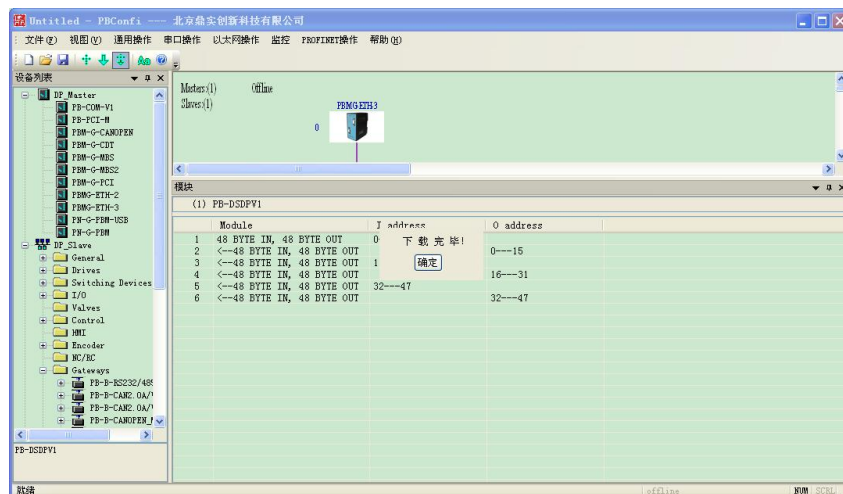 Untitled - PBConfi --- 北京鼎实创新科技有限公司
文件(F) 视图(V) 通用操作 串口操作 以太网操作 监控 PROFINET操作 帮助(H)
设备列表
DP_Master
PB-COM-V1
PB-PCI-M
PBM-G-CANOPEN
PBM-G-CDT
PBM-G-MBS
PBM-G-MBS2
PBM-G-PCI
PBMG-ETH-2
PBMG-ETH-3
PN-G-PBM-USB
PN-G-PBM
DP_Slave
General
Drives
Switching Devices
I/O
Valves
Control
HMI
Encoder
NC/RC
Gateways
PB-B-RS232/485
PB-B-CAN2.0A/
PB-B-CAN2.0A/
PB-B-CANOPEN_
PB-DSDPV1
Masters:(1) Offline
Slaves:(1)
PBMGETH3
0
模块
(1) PB-DSDPV1
Module I address O address
1 48 BYTE IN, 48 BYTE OUT 0
2 <--48 BYTE IN, 48 BYTE OUT 0---15
3 <--48 BYTE IN, 48 BYTE OUT 1
4 <--48 BYTE IN, 48 BYTE OUT 16---31
5 <--48 BYTE IN, 48 BYTE OUT 32---47
6 <--48 BYTE IN, 48 BYTE OUT 32---47
下载完毕!
确定
就绪 offline NUM SCRL